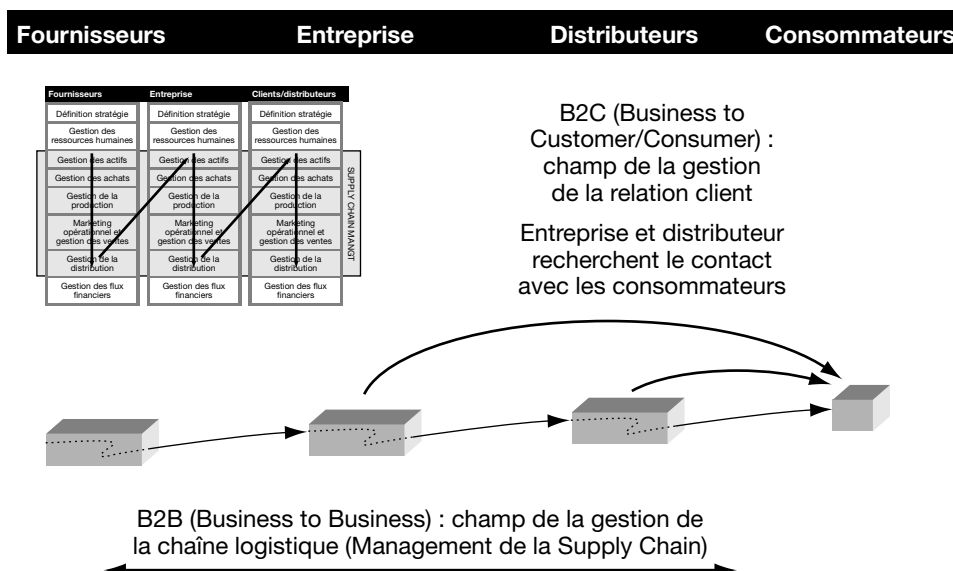 Fournisseurs Entreprise Distributeurs Consommateurs
Fournisseurs Entreprise Clients/distributeurs
Définition stratégie Définition stratégie Définition stratégie
Gestion des Gestion des Gestion des
ressources humaines ressources humaines ressources humaines
Gestion des actifs Gestion des actifs Gestion des actifs
Gestion des achats Gestion des achats Gestion des achats
Gestion de la Gestion de la Gestion de la
production production production
Marketing Marketing Marketing
opérationnel et opérationnel et opérationnel et
gestion des ventes gestion des ventes gestion des ventes
Gestion de la Gestion de la Gestion de la
distribution distribution distribution
Gestion des flux Gestion des flux Gestion des flux
financiers financiers financiers
SUPPLY CHAIN MANGT
B2C (Business to
Customer/Consumer) :
champ de la gestion
de la relation client
Entreprise et distributeur
recherchent le contact
avec les consommateurs
B2B (Business to Business) : champ de la gestion de
la chaîne logistique (Management de la Supply Chain)